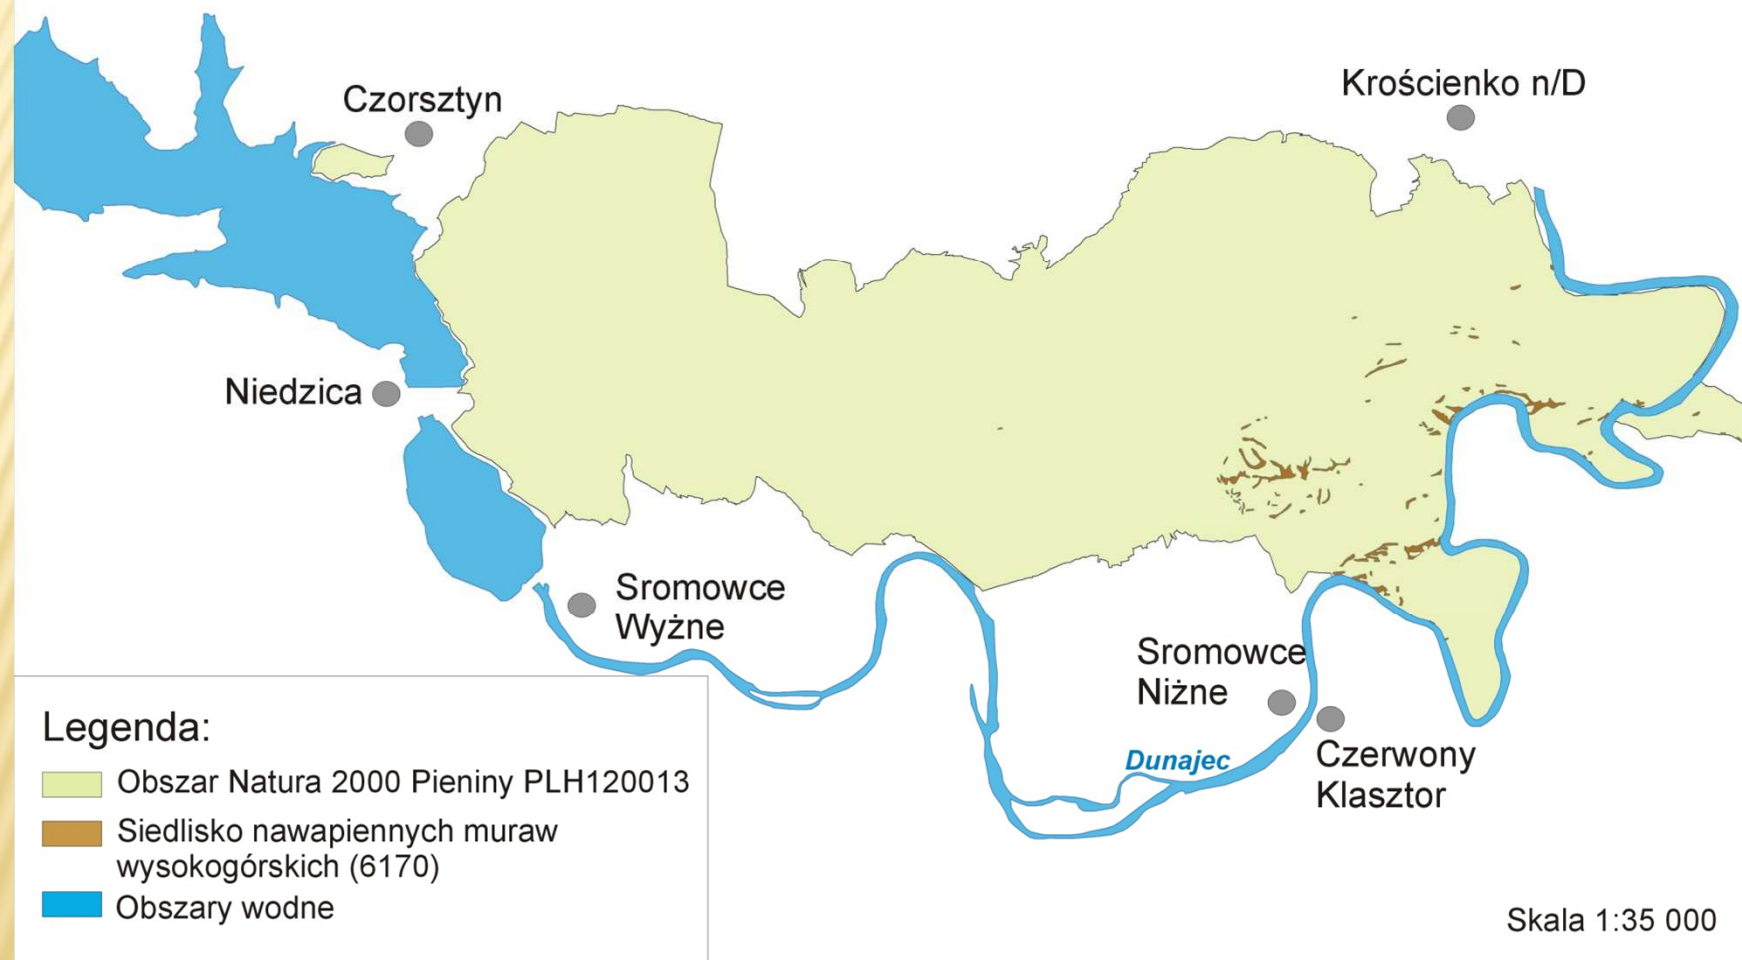 Czorsztyn
Krościenko n/D
Niedzica
Sromowce
Wyżne
Sromowce
Niżne
Dunajec
Czerwony
Klasztor
Legenda:
Obszar Natura 2000 Pieniny PLH120013
Siedlisko nawapiennych muraw
wysokogórskich (6170)
Obszary wodne
Skala 1:35 000